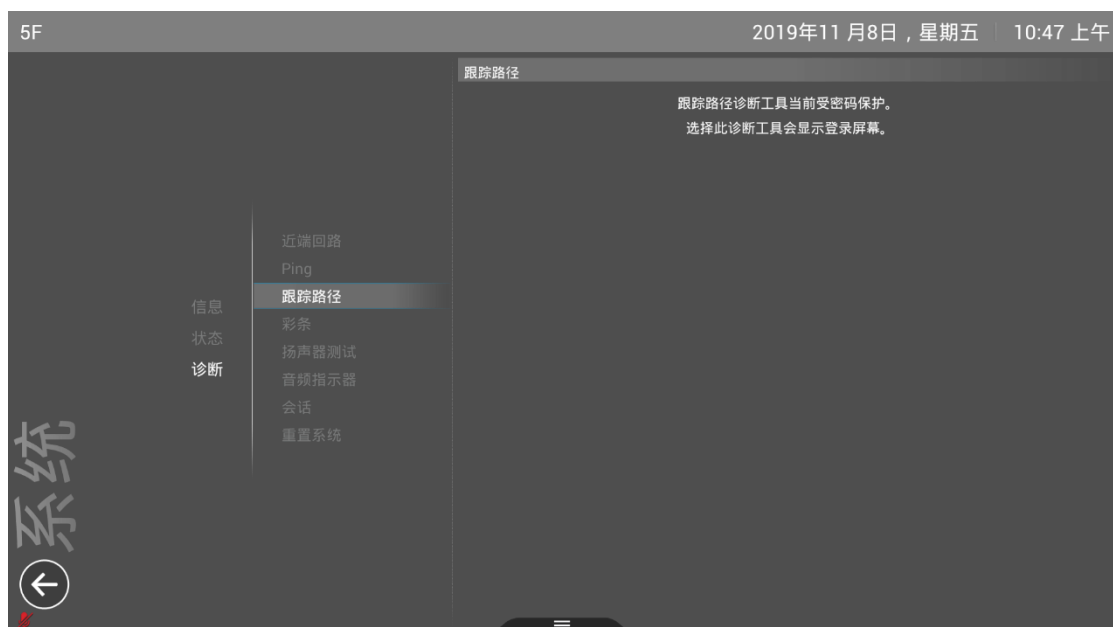 5F
2019年11月8日，星期五
10:47 上午
跟踪路径
跟踪路径诊断工具当前受密码保护。
选择此诊断工具会显示登录屏幕。
近端回路
Ping
跟踪路径
彩条
扬声器测试
音频指示器
会话
重置系统
信息
状态
诊断
系统